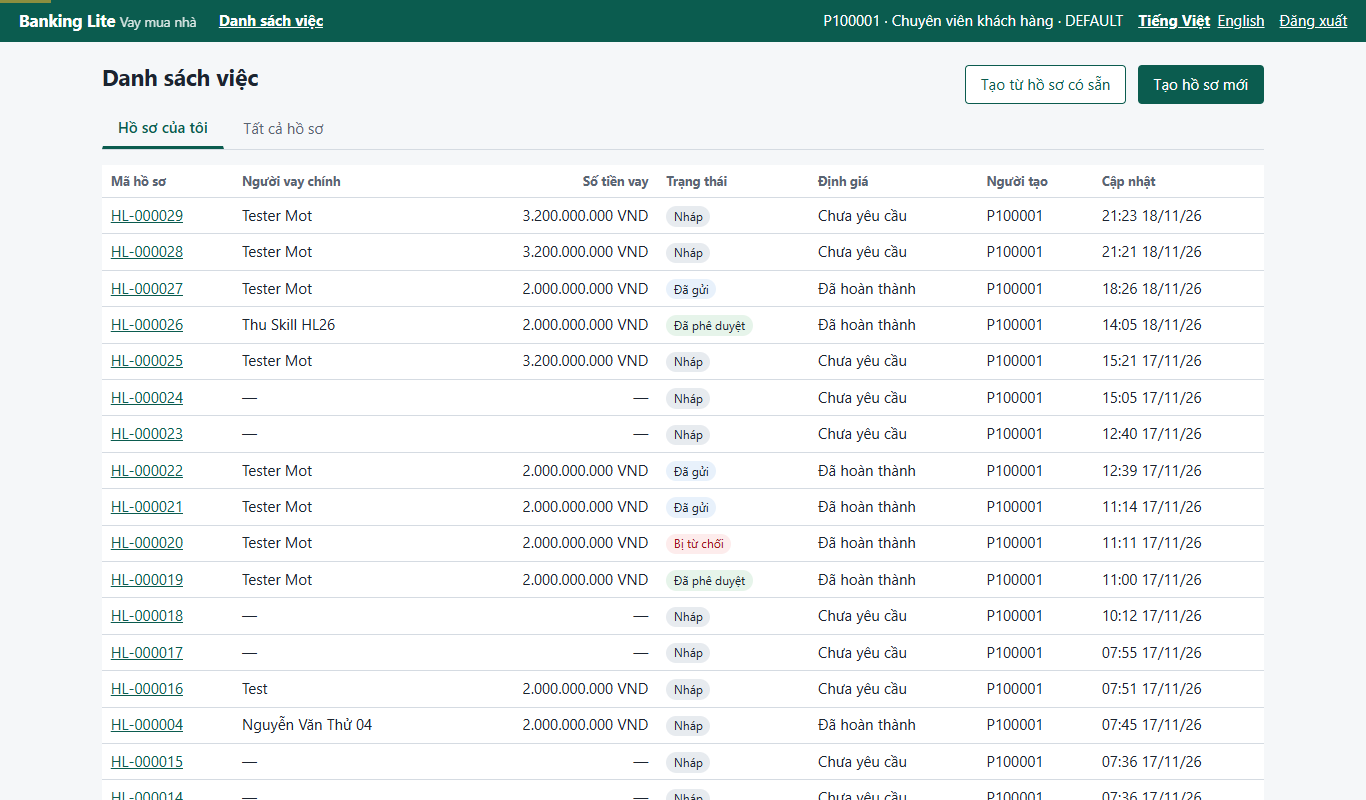 Banking Lite Vay mua nhà Danh sách việc P100001 · Chuyên viên khách hàng · DEFAULT Tiếng Việt English Đăng xuất
Danh sách việc Tạo từ hồ sơ có sẵn Tạo hồ sơ mới
Hồ sơ của tôi Tất cả hồ sơ
Mã hồ sơ Người vay chính Số tiền vay Trạng thái Định giá Người tạo Cập nhật
HL-000029 Tester Mot 3.200.000.000 VND Nháp Chưa yêu cầu P100001 21:23 18/11/26
HL-000028 Tester Mot 3.200.000.000 VND Nháp Chưa yêu cầu P100001 21:21 18/11/26
HL-000027 Tester Mot 2.000.000.000 VND Đã gửi Đã hoàn thành P100001 18:26 18/11/26
HL-000026 Thu Skill HL26 2.000.000.000 VND Đã phê duyệt Đã hoàn thành P100001 14:05 18/11/26
HL-000025 Tester Mot 3.200.000.000 VND Nháp Chưa yêu cầu P100001 15:21 17/11/26
HL-000024 — — Nháp Chưa yêu cầu P100001 15:05 17/11/26
HL-000023 — — Nháp Chưa yêu cầu P100001 12:40 17/11/26
HL-000022 Tester Mot 2.000.000.000 VND Đã gửi Đã hoàn thành P100001 12:39 17/11/26
HL-000021 Tester Mot 2.000.000.000 VND Đã gửi Đã hoàn thành P100001 11:14 17/11/26
HL-000020 Tester Mot 2.000.000.000 VND Bị từ chối Đã hoàn thành P100001 11:11 17/11/26
HL-000019 Tester Mot 2.000.000.000 VND Đã phê duyệt Đã hoàn thành P100001 11:00 17/11/26
HL-000018 — — Nháp Chưa yêu cầu P100001 10:12 17/11/26
HL-000017 — — Nháp Chưa yêu cầu P100001 07:55 17/11/26
HL-000016 Test 2.000.000.000 VND Nháp Chưa yêu cầu P100001 07:51 17/11/26
HL-000004 Nguyễn Văn Thử 04 2.000.000.000 VND Nháp Đã hoàn thành P100001 07:45 17/11/26
HL-000015 — — Nháp Chưa yêu cầu P100001 07:36 17/11/26
HL-000014 — — Nháp Chưa yêu cầu P100001 07:36 17/11/26